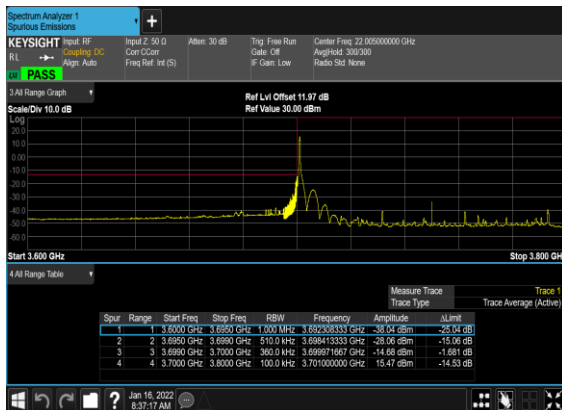 Spectrum Analyzer 1
Spurious Emissions
KEYSIGHT Input: RF Input Z: 50 Ω Atten: 30 dB Trig: Free Run Center Freq: 22.005000000 GHz
RL Coupling: DC Corr CCorr Gate: Off Avg|Hold: 300/300
Align: Auto Freq Ref: Int (S) IF Gain: Low Radio Std: None
PASS
3 All Range Graph
Ref Lvl Offset 11.97 dB
Scale/Div 10.0 dB Ref Value 30.00 dBm
Log
20.0
10.0
0.00
-10.0
-20.0
-30.0
-40.0
-50.0
-60.0
Start 3.600 GHz Stop 3.800 GH
4 All Range Table
Measure Trace Trace 1
Trace Type Trace Average (Active)
Spur Range Start Freq Stop Freq RBW Frequency Amplitude ΔLimit
1 1 3.6000 GHz 3.6950 GHz 1.000 MHz 3.692308333 GHz -38.04 dBm -25.04 dB
2 2 3.6950 GHz 3.6990 GHz 510.0 kHz 3.698413333 GHz -28.06 dBm -15.06 dB
3 3 3.6990 GHz 3.7000 GHz 360.0 kHz 3.699971667 GHz -14.68 dBm -1.681 dB
4 4 3.7000 GHz 3.8000 GHz 100.0 kHz 3.701000000 GHz 15.47 dBm -14.53 dB
Jan 16, 2022
8:37:17 AM